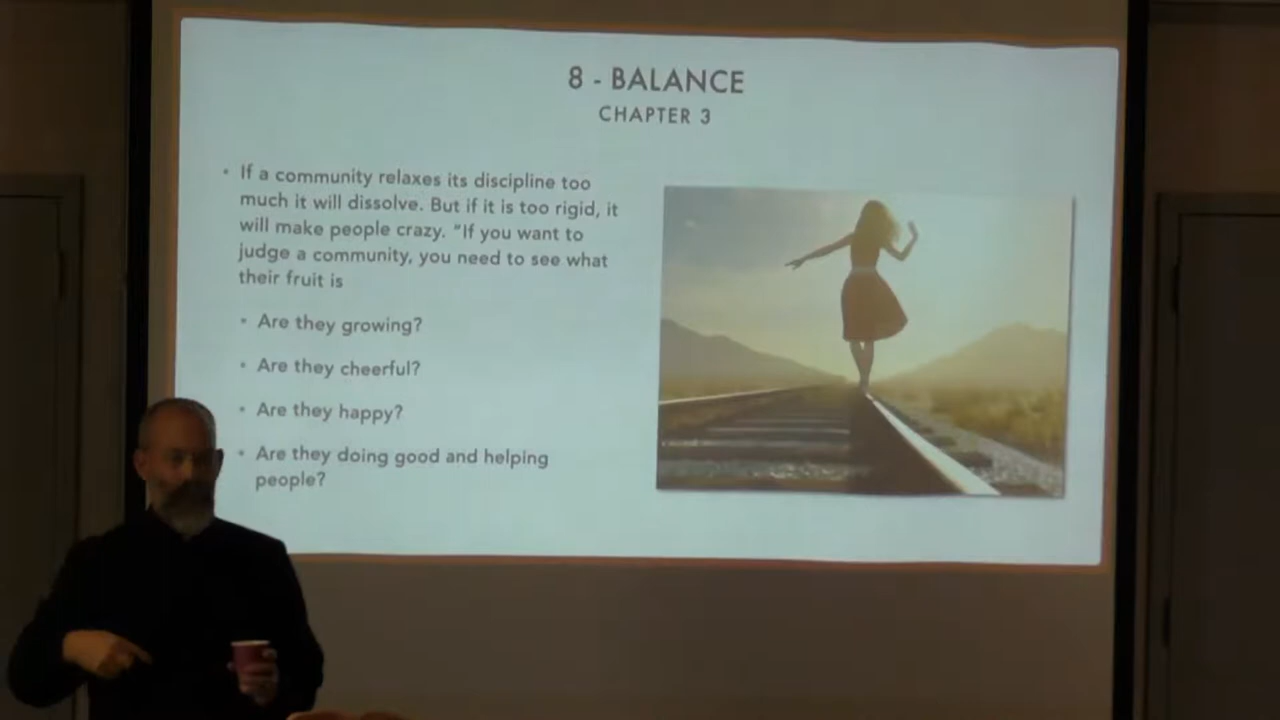 8 - BALANCE
CHAPTER 3
• If a community relaxes its discipline too
much it will dissolve. But if it is too rigid, it
will make people crazy. "If you want to
judge a community, you need to see what
their fruit is
• Are they growing?
• Are they cheerful?
• Are they happy?
• Are they doing good and helping
people?